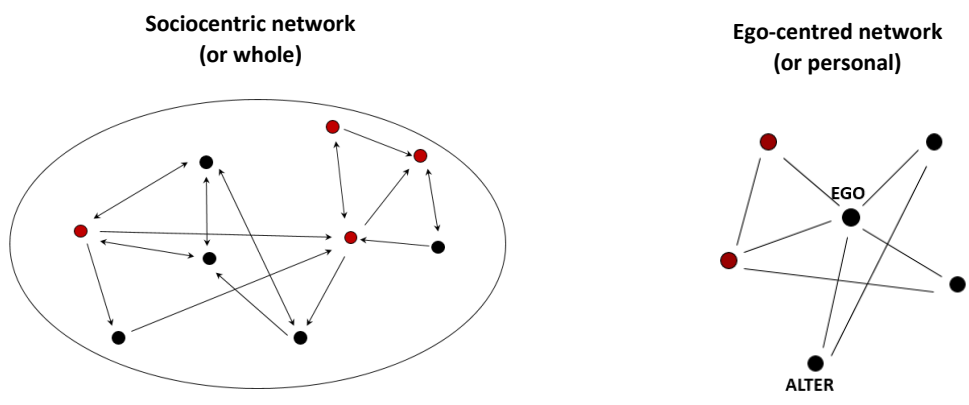 Sociocentric network
(or whole)
Ego-centred network
(or personal)
EGO
ALTER